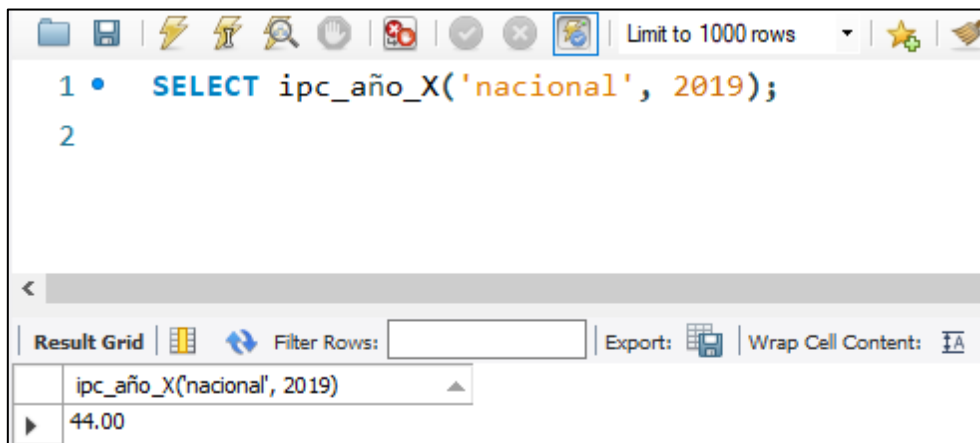 Limit to 1000 rows
1 SELECT ipc_año_X('nacional', 2019);
2
Result Grid Filter Rows: Export: Wrap Cell Content: IA
ipc_año_X('nacional', 2019)
44.00